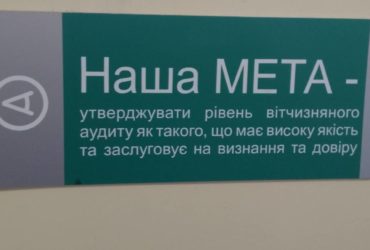 А
Наша МЕТА -
утверджувати рівень вітчизняного
аудиту як такого, що має високу якість
та заслуговує на визнання та довіру